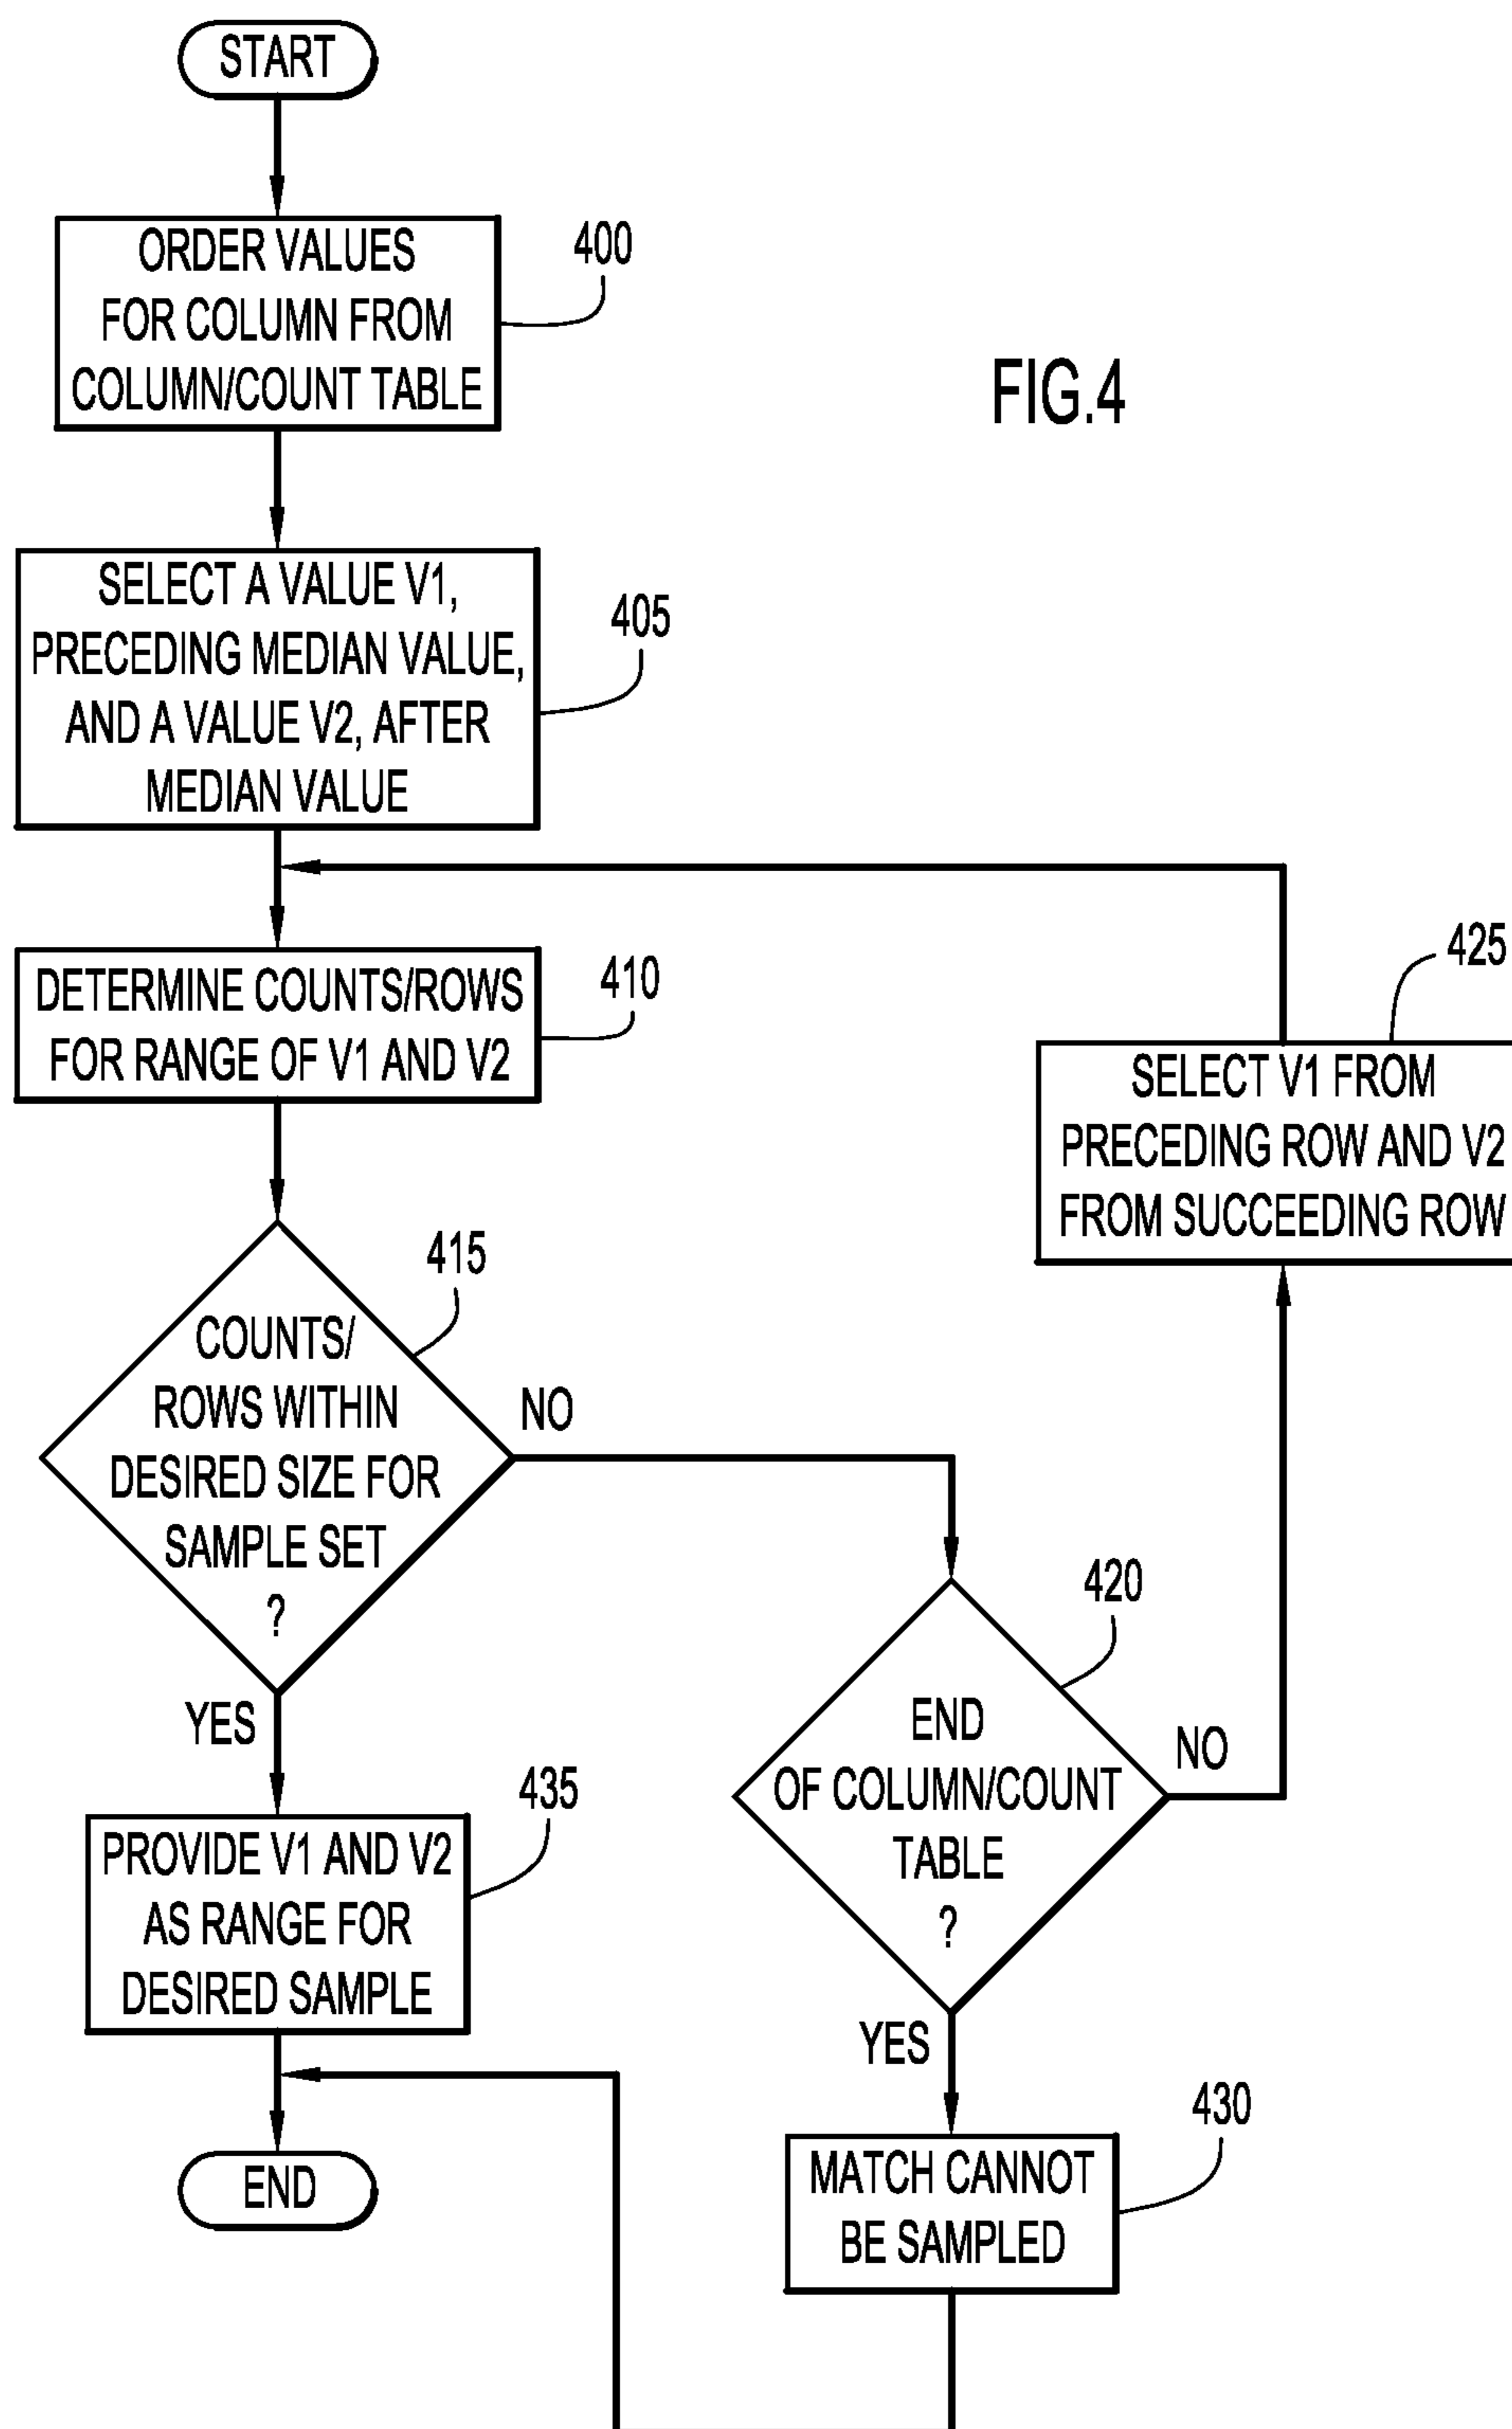 START
ORDER VALUES
FOR COLUMN FROM
COLUMN/COUNT TABLE
400
FIG.4
SELECT A VALUE V1,
PRECEDING MEDIAN VALUE,
AND A VALUE V2, AFTER
MEDIAN VALUE
405
DETERMINE COUNTS/ROWS
FOR RANGE OF V1 AND V2
410
425
SELECT V1 FROM
PRECEDING ROW AND V2
FROM SUCCEEDING ROW
415
COUNTS/
ROWS WITHIN
DESIRED SIZE FOR
SAMPLE SET
?
NO
YES
420
END
OF COLUMN/COUNT
TABLE
?
NO
YES
435
PROVIDE V1 AND V2
AS RANGE FOR
DESIRED SAMPLE
430
MATCH CANNOT
BE SAMPLED
END